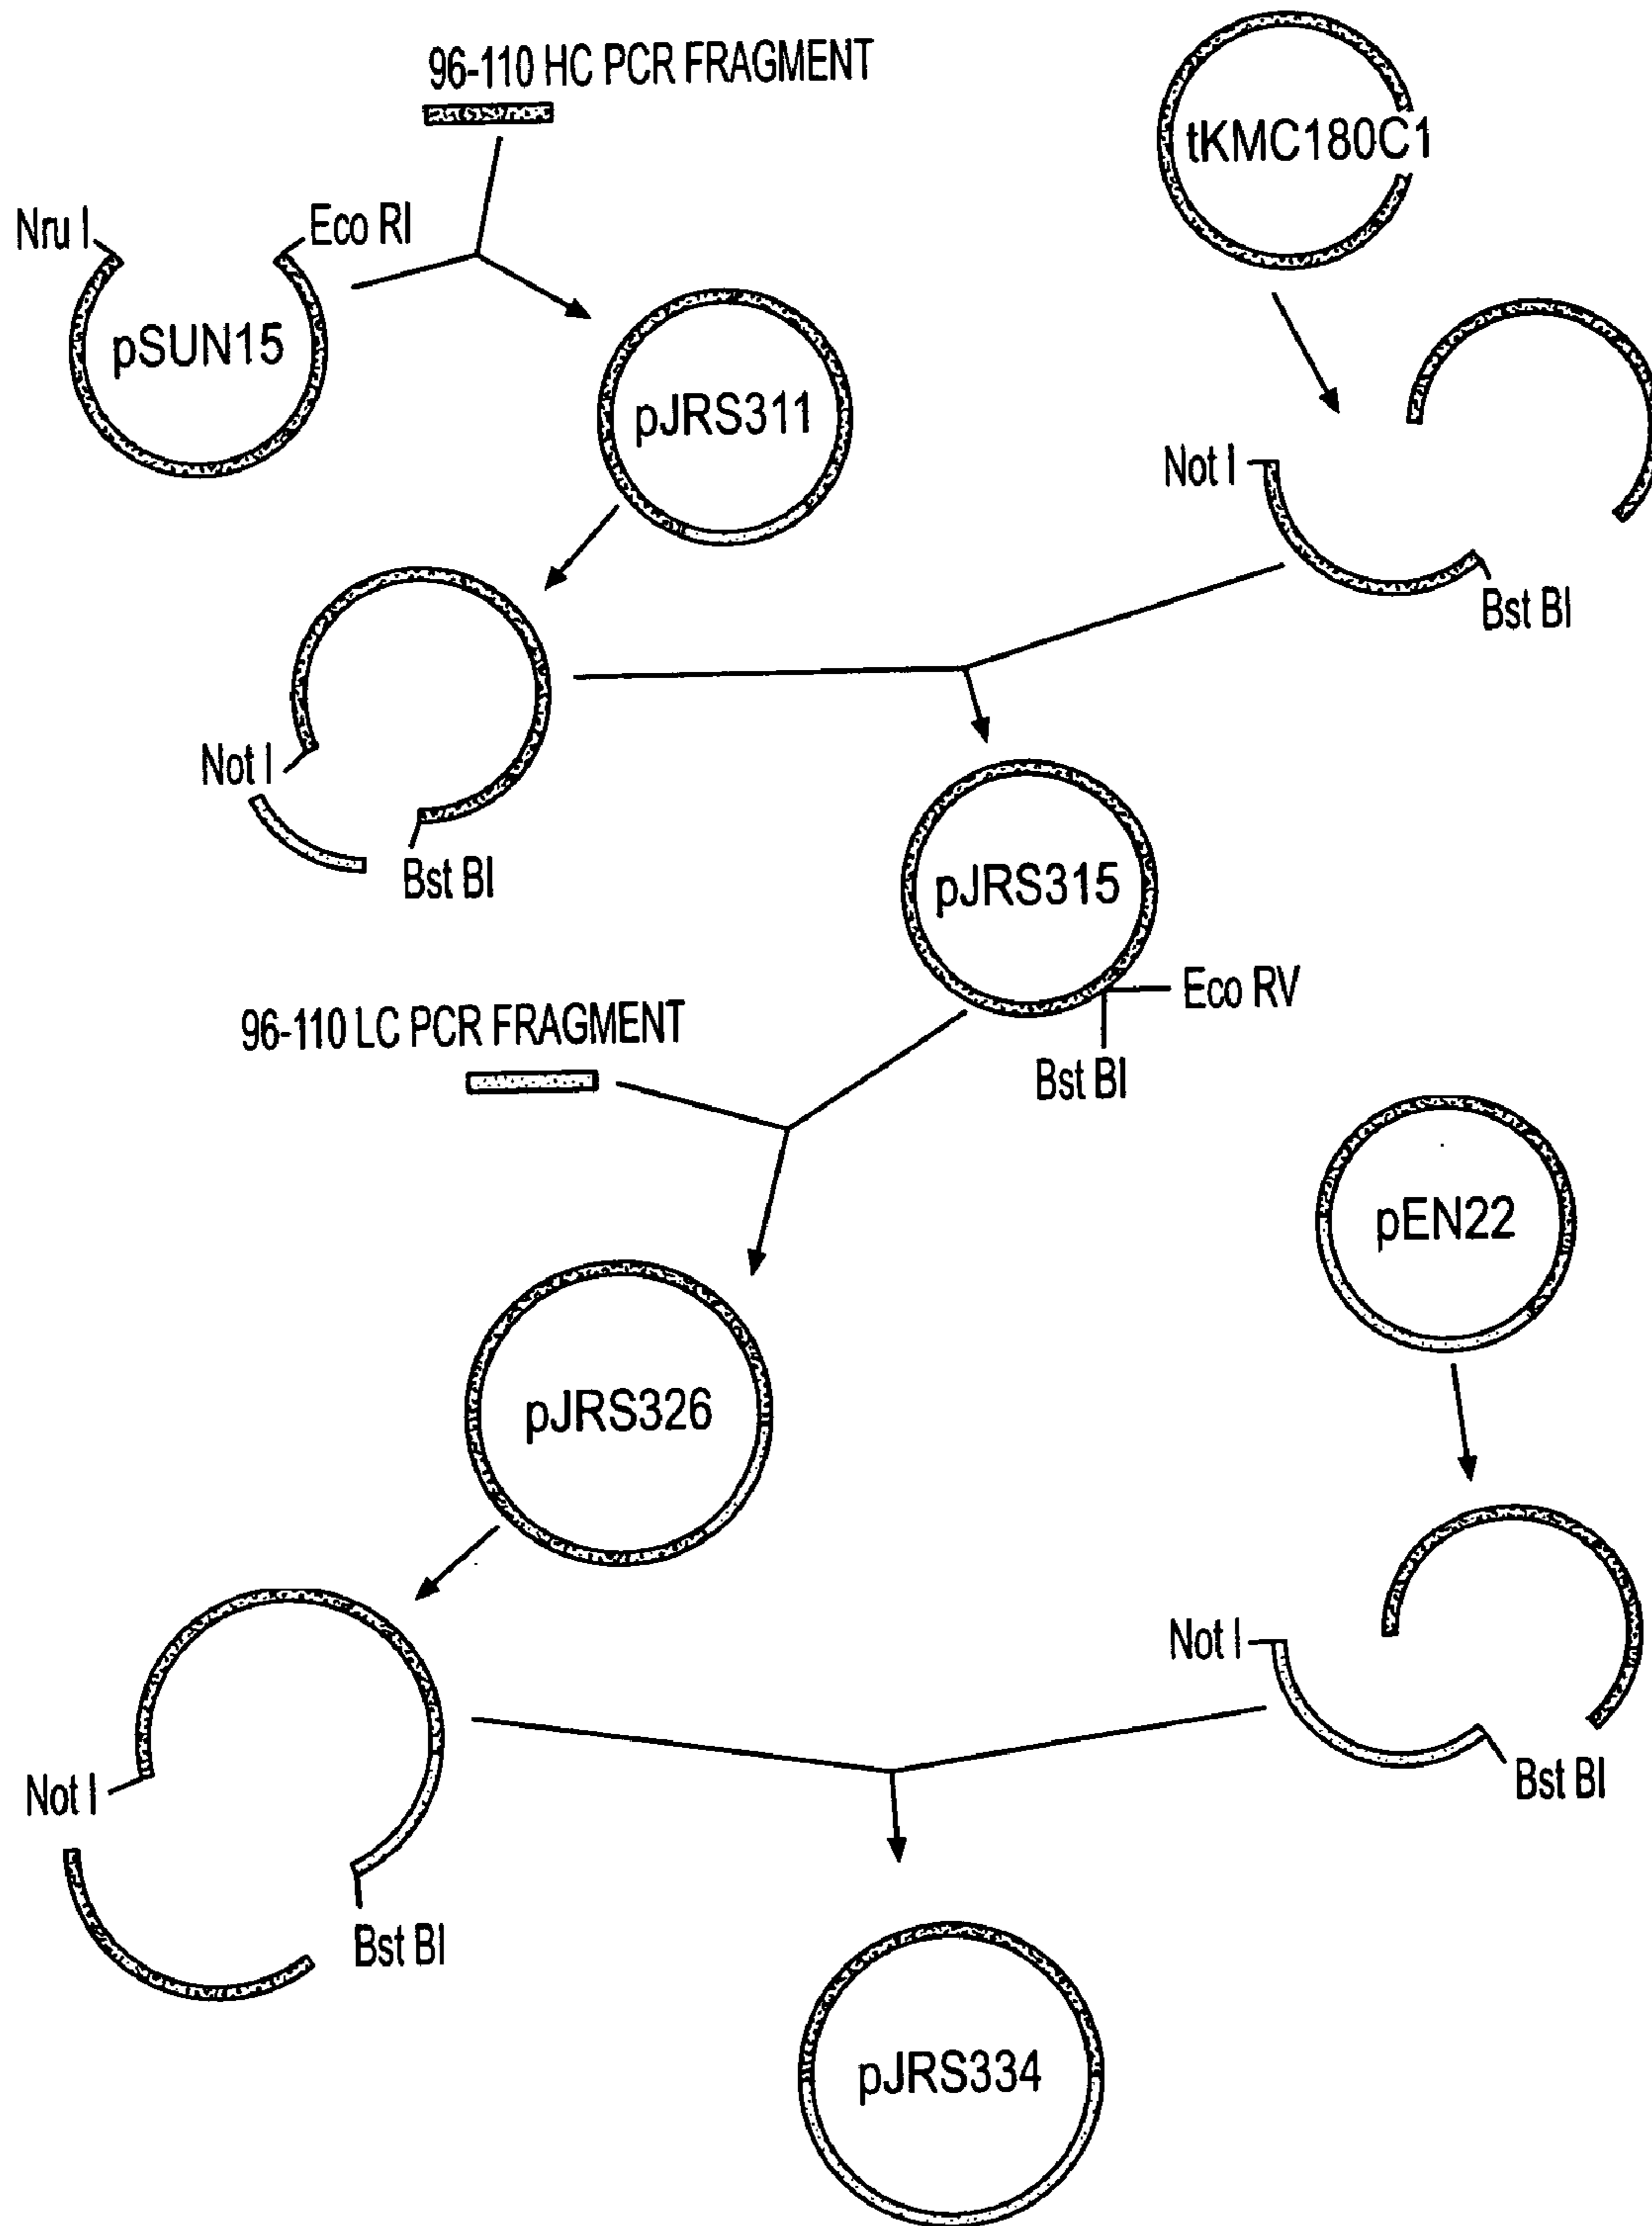 96-110 HC PCR FRAGMENT
tKMC180C1
Nru I
Eco RI
pSUN15
pJRS311
Not I
Bst BI
Not I
Bst BI
pJRS315
Eco RV
Bst BI
96-110 LC PCR FRAGMENT
pEN22
pJRS326
Not I
Bst BI
Not I
Bst BI
pJRS334